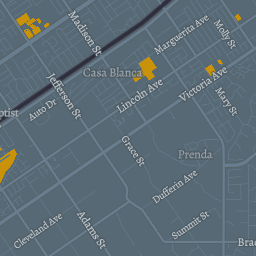 Madison St
Marguerita Ave
Molly St
Casa Blanca
Jefferson St
Auto Dr
Lincoln Ave
Victoria Ave
Mary St
ptist
Grace St
Prenda
Dufferin Ave
Adams St
Summit St
Cleveland Ave
Brad